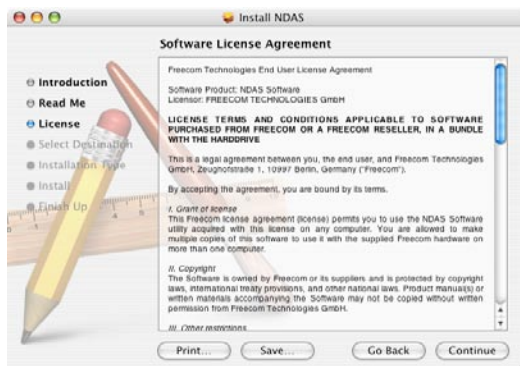 Install NDAS
Software License Agreement
Introduction
Read Me
License
Select Destination
Installation Type
Install
Finish Up
Freecom Technologies End User License Agreement
Software Product: NDAS Software
Licensor: FREECOM TECHNOLOGIES GmbH
LICENSE TERMS AND CONDITIONS APPLICABLE TO SOFTWARE
PURCHASED FROM FREECOM OR A FREECOM RESELLER, IN A BUNDLE
WITH THE HARDDRIVE
This is a legal agreement between you, the end user, and Freecom Technologies
GmbH, Zeughofstraße 1, 10997 Berlin, Germany ("Freecom").
By accepting the agreement, you are bound by its terms.
I. Grant of license
This Freecom license agreement (license) permits you to use the NDAS Software
utility acquired with this license on any computer. You are allowed to make
multiple copies of this software to use it with the supplied Freecom hardware on
more than one computer.
II. Copyright
The Software is owned by Freecom or its suppliers and is protected by copyright
laws, international treaty provisions, and other national laws. Product manual(s) or
written materials accompanying the Software may not be copied without written
permission from Freecom Technologies GmbH.
III. Other restrictions
Print... Save... Go Back Continue